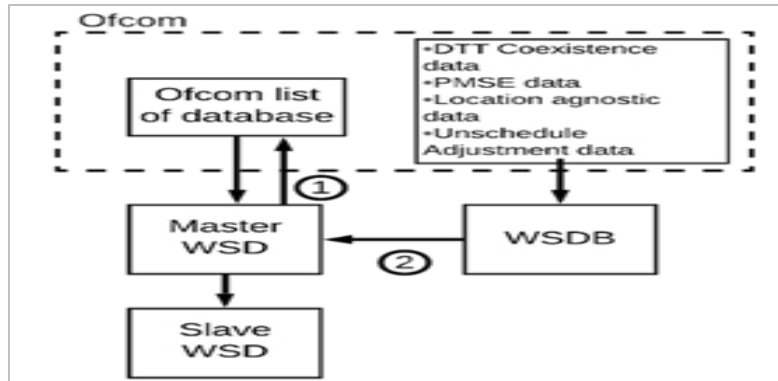 Ofcom
Ofcom list
of database
•DTT Coexistence
data
•PMSE data
•Location agnostic
data
•Unschedule
Adjustment data
1
Master
WSD
2
WSDB
Slave
WSD